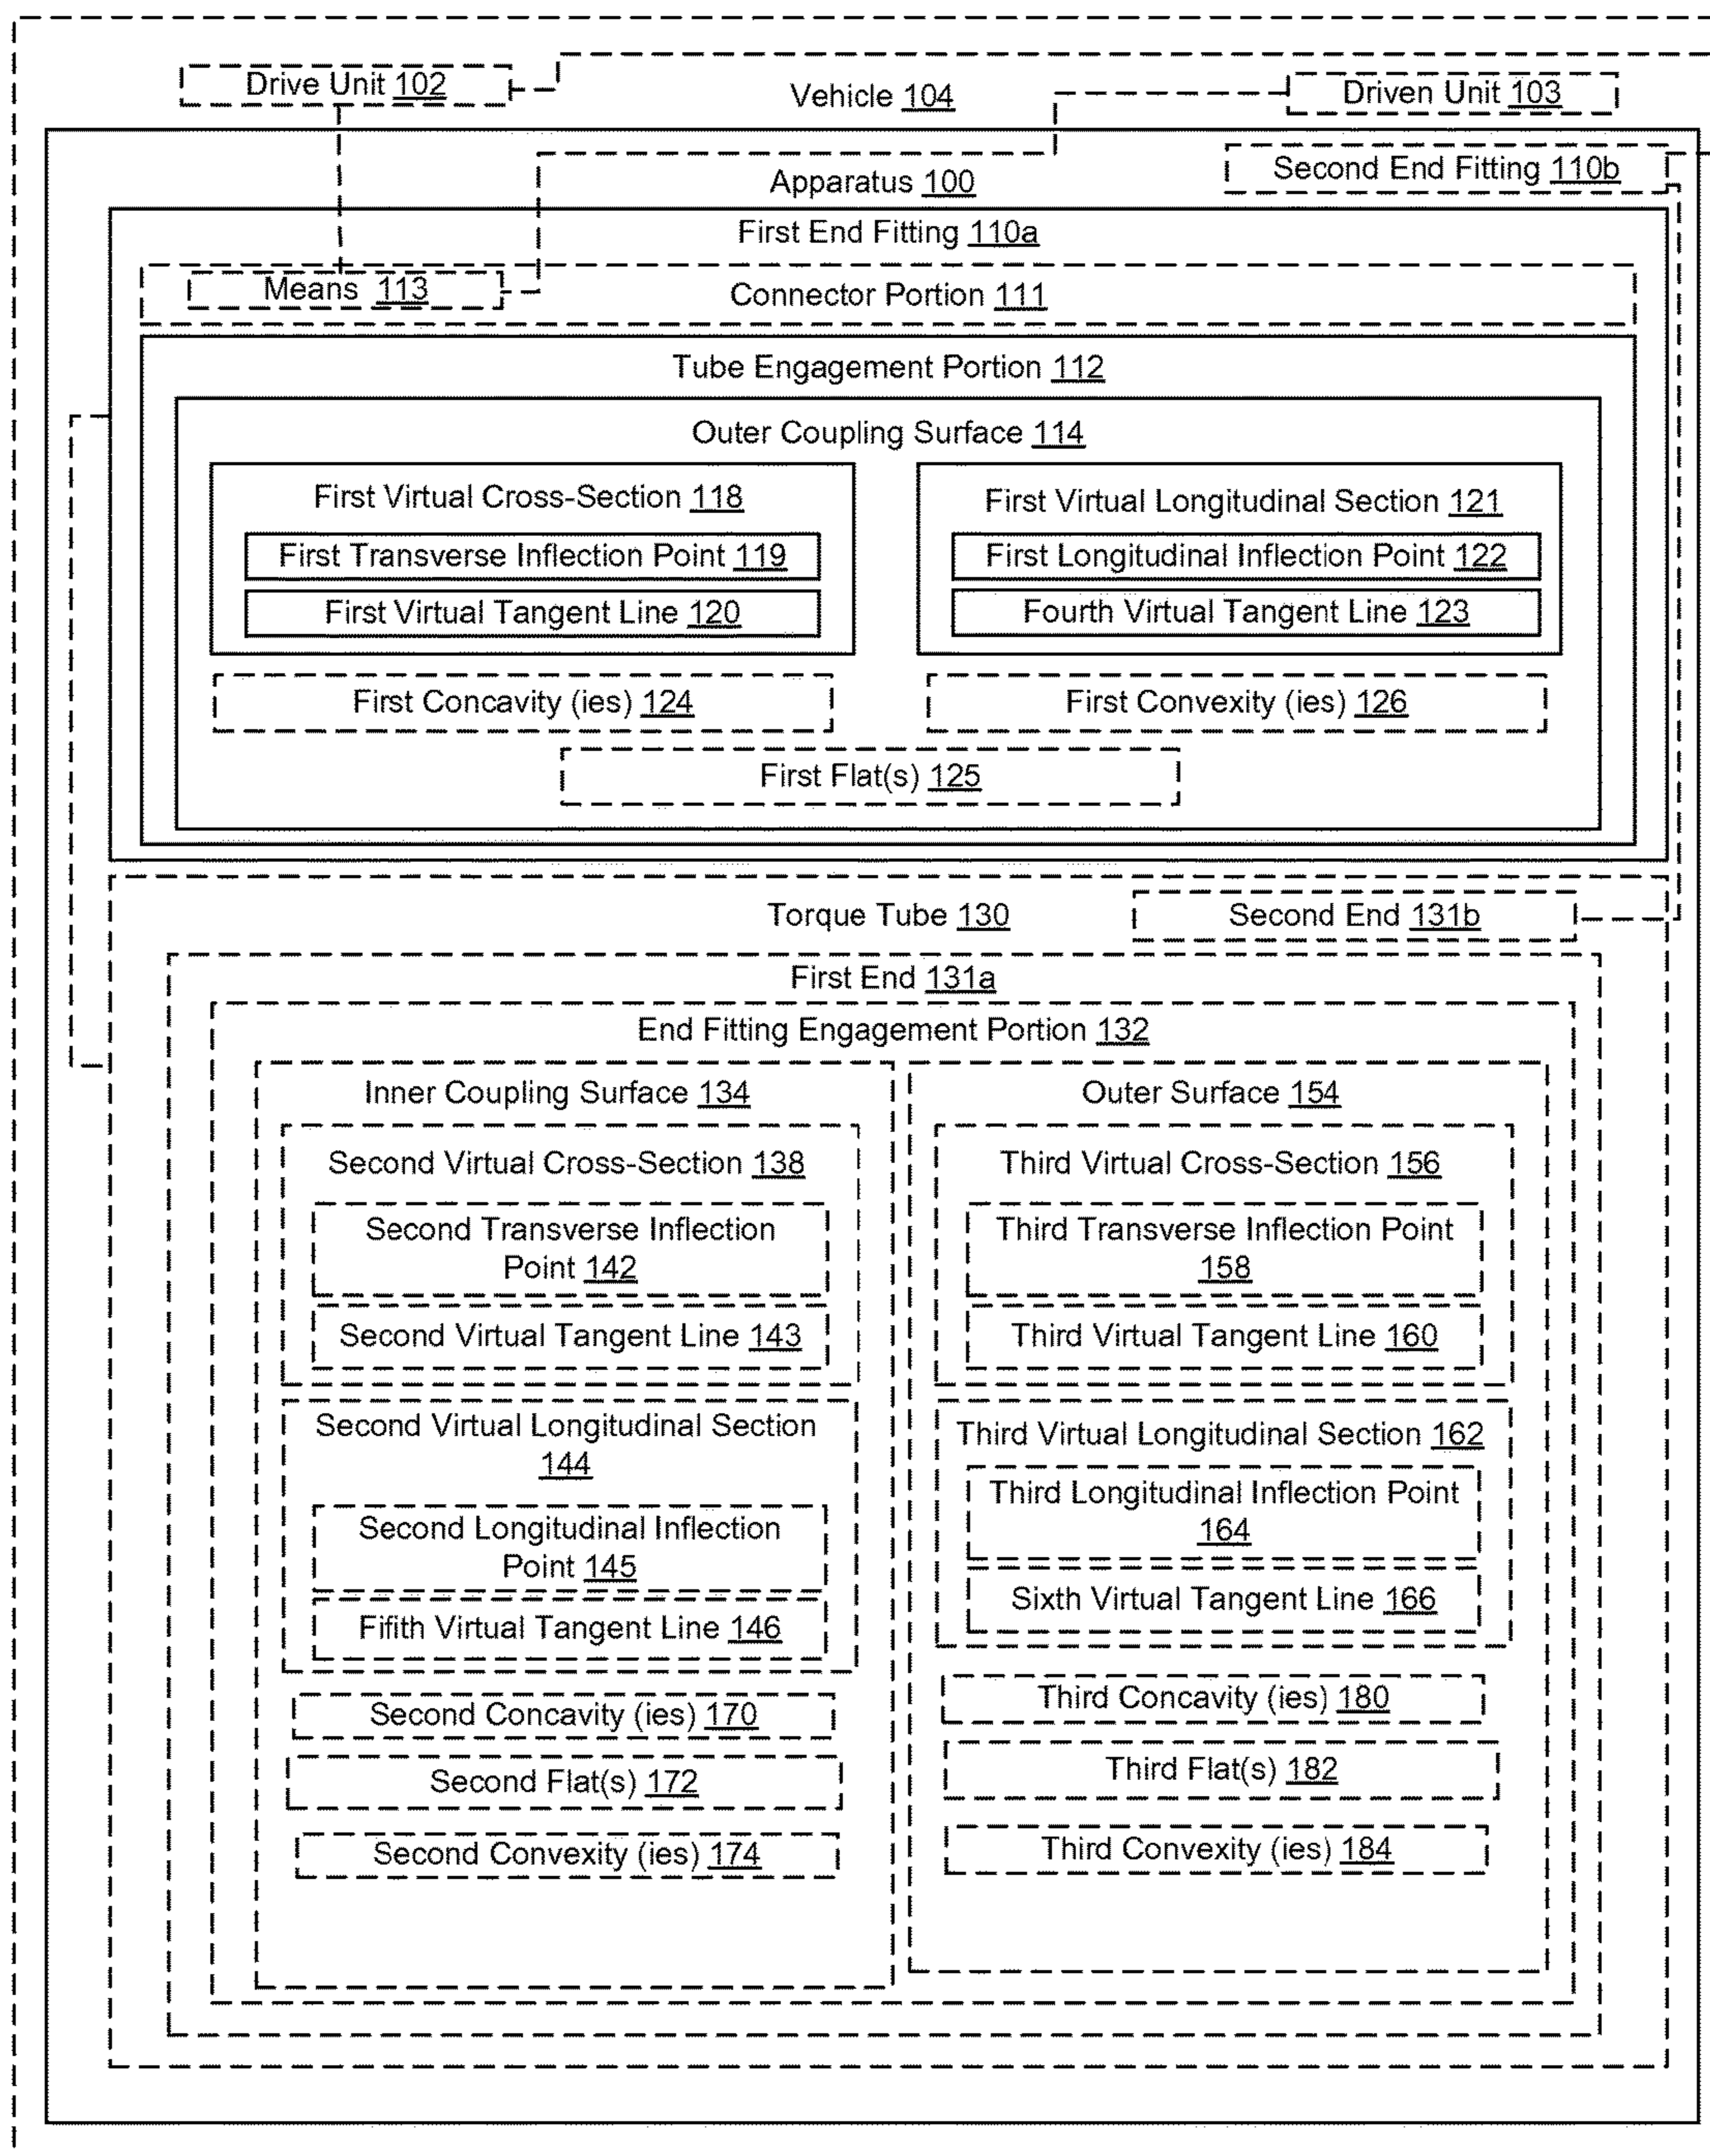 Drive Unit 102
Vehicle 104
Driven Unit 103
Second End Fitting 110b
Apparatus 100
First End Fitting 110a
Means 113
Connector Portion 111
Tube Engagement Portion 112
Outer Coupling Surface 114
First Virtual Cross-Section 118
First Transverse Inflection Point 119
First Virtual Tangent Line 120
First Virtual Longitudinal Section 121
First Longitudinal Inflection Point 122
Fourth Virtual Tangent Line 123
First Concavity (ies) 124
First Convexity (ies) 126
First Flat(s) 125
Torque Tube 130
Second End 131b
First End 131a
End Fitting Engagement Portion 132
Inner Coupling Surface 134
Second Virtual Cross-Section 138
Second Transverse Inflection
Point 142
Second Virtual Tangent Line 143
Second Virtual Longitudinal Section
144
Second Longitudinal Inflection
Point 145
Fifith Virtual Tangent Line 146
Second Concavity (ies) 170
Second Flat(s) 172
Second Convexity (ies) 174
Outer Surface 154
Third Virtual Cross-Section 156
Third Transverse Inflection Point
158
Third Virtual Tangent Line 160
Third Virtual Longitudinal Section 162
Third Longitudinal Inflection Point
164
Sixth Virtual Tangent Line 166
Third Concavity (ies) 180
Third Flat(s) 182
Third Convexity (ies) 184